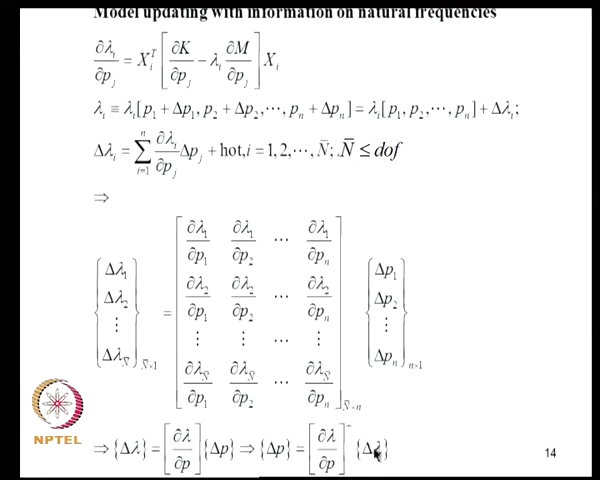 Model updating with information on natural frequencies
∂λ_i/∂p_j = X_i^T [∂K/∂p_j − λ_i ∂M/∂p_j] X_i
λ_i ≡ λ_i[p_1 + Δp_1, p_2 + Δp_2, ⋯, p_n + Δp_n] = λ_i[p_1, p_2, ⋯, p_n] + Δλ_i;
Δλ_i = ∑_{i=1}^{n} ∂λ_i/∂p_j Δp_j + hot, i = 1, 2, ⋯, N̄; .N̄ ≤ dof
⇒
{Δλ_1 Δλ_2 ⋮ Δλ_N̄}_{N̄×1} = [∂λ_1/∂p_1 ∂λ_1/∂p_2 ⋯ ∂λ_1/∂p_n; ∂λ_2/∂p_1 ∂λ_2/∂p_2 ⋯ ∂λ_2/∂p_n; ⋮ ⋮ ⋯ ⋮; ∂λ_N̄/∂p_1 ∂λ_N̄/∂p_2 ⋯ ∂λ_N̄/∂p_n]_{N̄×n} {Δp_1 Δp_2 ⋮ Δp_n}_{n×1}
⇒ {Δλ} = [∂λ/∂p] {Δp} ⇒ {Δp} = [∂λ/∂p]^+ {Δλ}
NPTEL
14